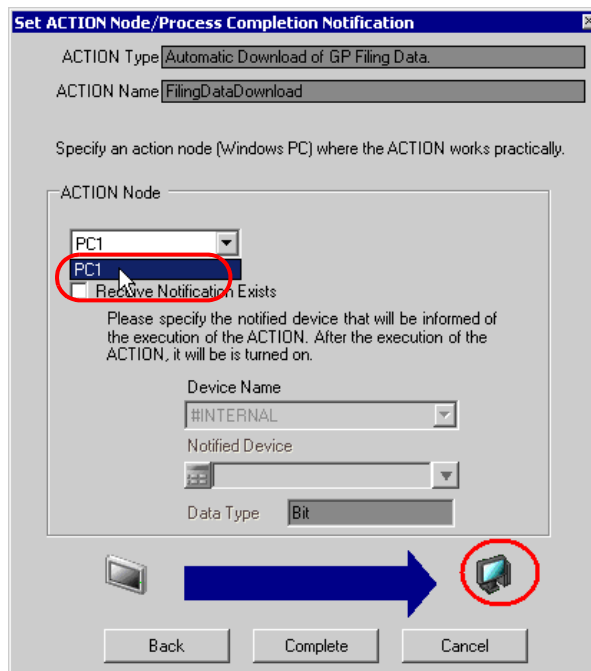 Set ACTION Node/Process Completion Notification
ACTION Type Automatic Download of GP Filing Data.
ACTION Name FilingDataDownload
Specify an action node (Windows PC) where the ACTION works practically.
ACTION Node
PC1
PC1
Receive Notification Exists
Please specify the notified device that will be informed of
the execution of the ACTION. After the execution of the
ACTION, it will be is turned on.
Device Name
#INTERNAL
Notified Device
Data Type Bit
Back Complete Cancel